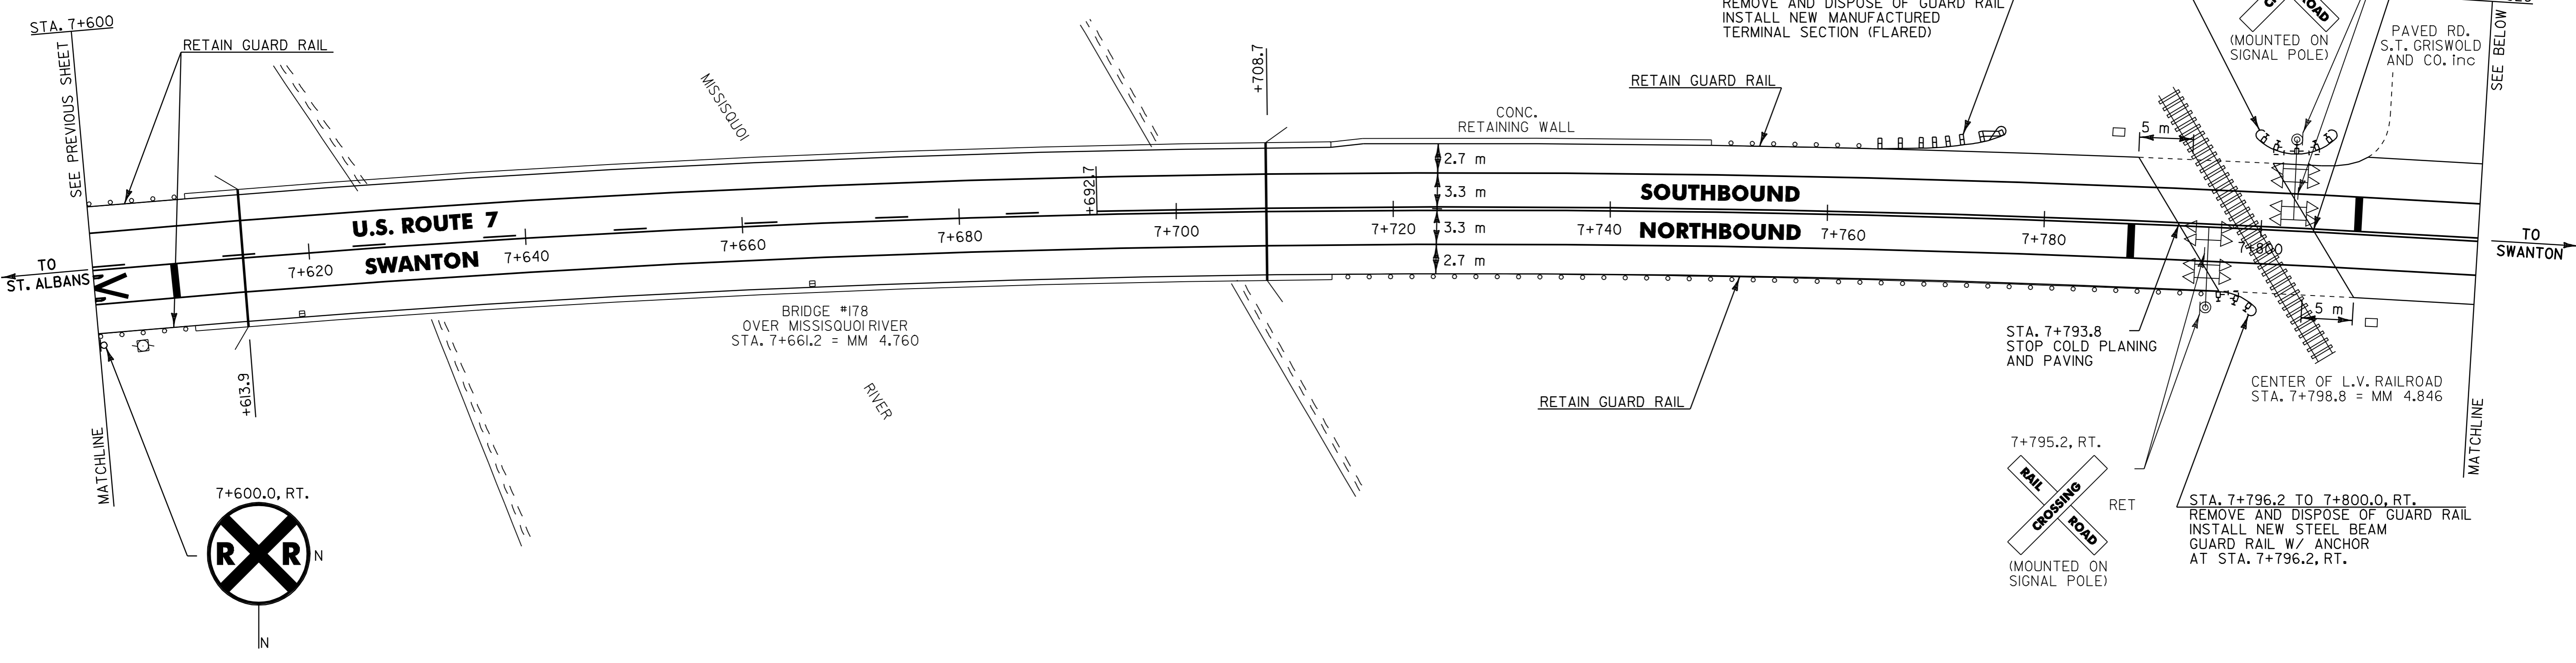 STA. 7+600
SEE PREVIOUS SHEET
MATCHLINE
RETAIN GUARD RAIL
TO
ST. ALBANS
7+600.0, RT.
R R
N
N
+613.9
U.S. ROUTE 7
SWANTON
7+620
7+640
7+660
7+680
7+700
7+720
7+740
7+760
7+780
7+800
MISSISQUOI
RIVER
BRIDGE #178
OVER MISSISQUOI RIVER
STA. 7+661.2 = MM 4.760
+692.7
+708.7
CONC.
RETAINING WALL
2.7 m
3.3 m
3.3 m
2.7 m
SOUTHBOUND
NORTHBOUND
RETAIN GUARD RAIL
RETAIN GUARD RAIL
REMOVE AND DISPOSE OF GUARD RAIL
INSTALL NEW MANUFACTURED
TERMINAL SECTION (FLARED)
ROAD
(MOUNTED ON
SIGNAL POLE)
PAVED RD.
S.T. GRISWOLD
AND CO. inc
5 m
5 m
STA. 7+793.8
STOP COLD PLANING
AND PAVING
CENTER OF L.V. RAILROAD
STA. 7+798.8 = MM 4.846
7+795.2, RT.
RAIL
CROSSING
ROAD
RET
(MOUNTED ON
SIGNAL POLE)
STA. 7+796.2 TO 7+800.0, RT.
REMOVE AND DISPOSE OF GUARD RAIL
INSTALL NEW STEEL BEAM
GUARD RAIL W/ ANCHOR
AT STA. 7+796.2, RT.
SEE BELOW
MATCHLINE
TO
SWANTON